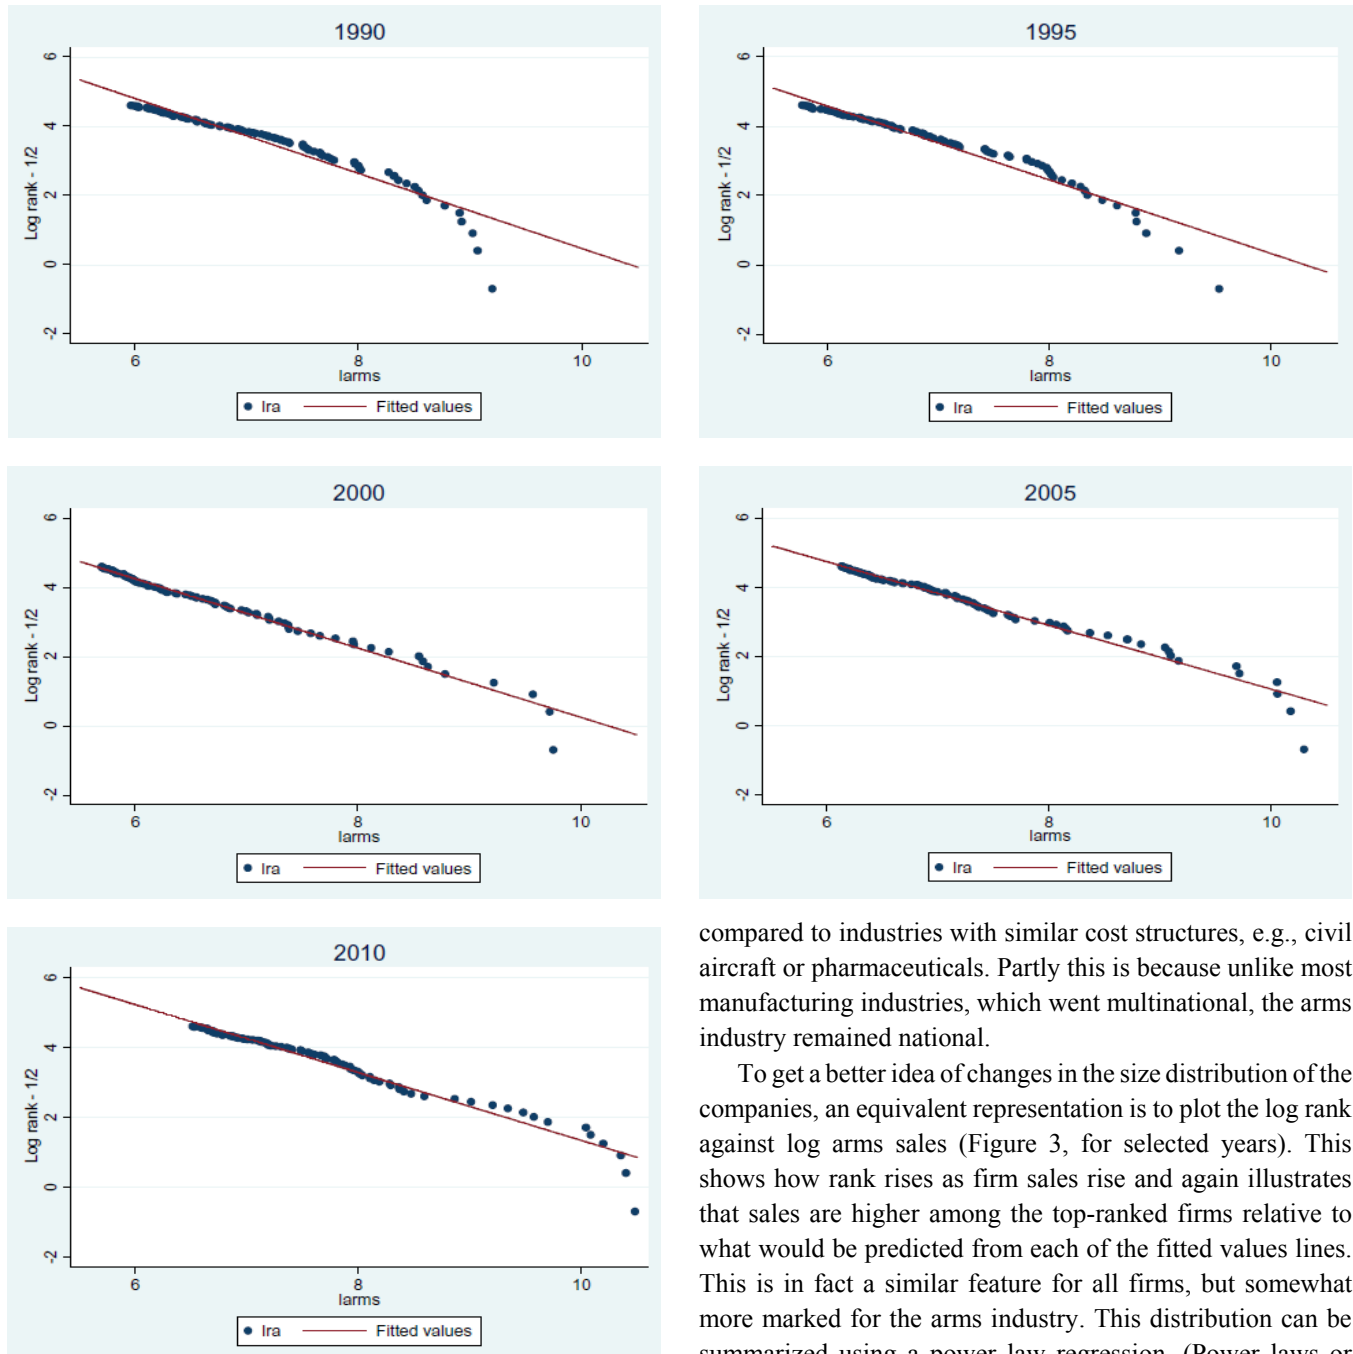 1990
6
4
2
0
-2
Log rank - 1/2
6 8 10
larms
lra Fitted values
1995
6
4
2
0
-2
Log rank - 1/2
6 8 10
larms
lra Fitted values
2000
6
4
2
0
-2
Log rank - 1/2
6 8 10
larms
lra Fitted values
2005
6
4
2
0
-2
Log rank - 1/2
6 8 10
larms
lra Fitted values
2010
6
4
2
0
-2
Log rank - 1/2
6 8 10
larms
lra Fitted values
compared to industries with similar cost structures, e.g., civil
aircraft or pharmaceuticals. Partly this is because unlike most
manufacturing industries, which went multinational, the arms
industry remained national.
To get a better idea of changes in the size distribution of the
companies, an equivalent representation is to plot the log rank
against log arms sales (Figure 3, for selected years). This
shows how rank rises as firm sales rise and again illustrates
that sales are higher among the top-ranked firms relative to
what would be predicted from each of the fitted values lines.
This is in fact a similar feature for all firms, but somewhat
more marked for the arms industry. This distribution can be
summarized using a power law regression. (Power laws or